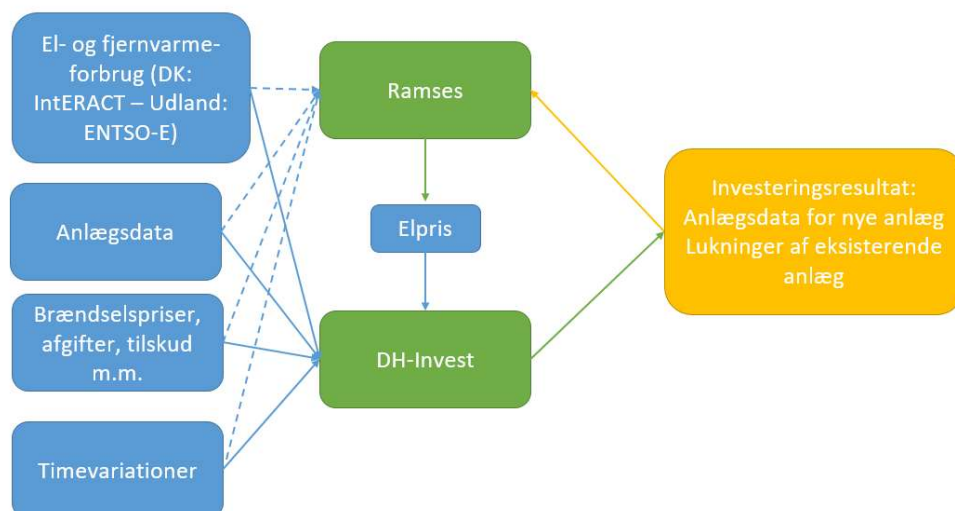 El- og fjernvarme-
forbrug (DK:
IntERACT – Udland:
ENTSO-E)
Anlægsdata
Brændselspriser,
afgifter, tilskud
m.m.
Timevariationer
Ramses
Elpris
DH-Invest
Investeringsresultat:
Anlægsdata for nye anlæg
Lukninger af eksisterende
anlæg